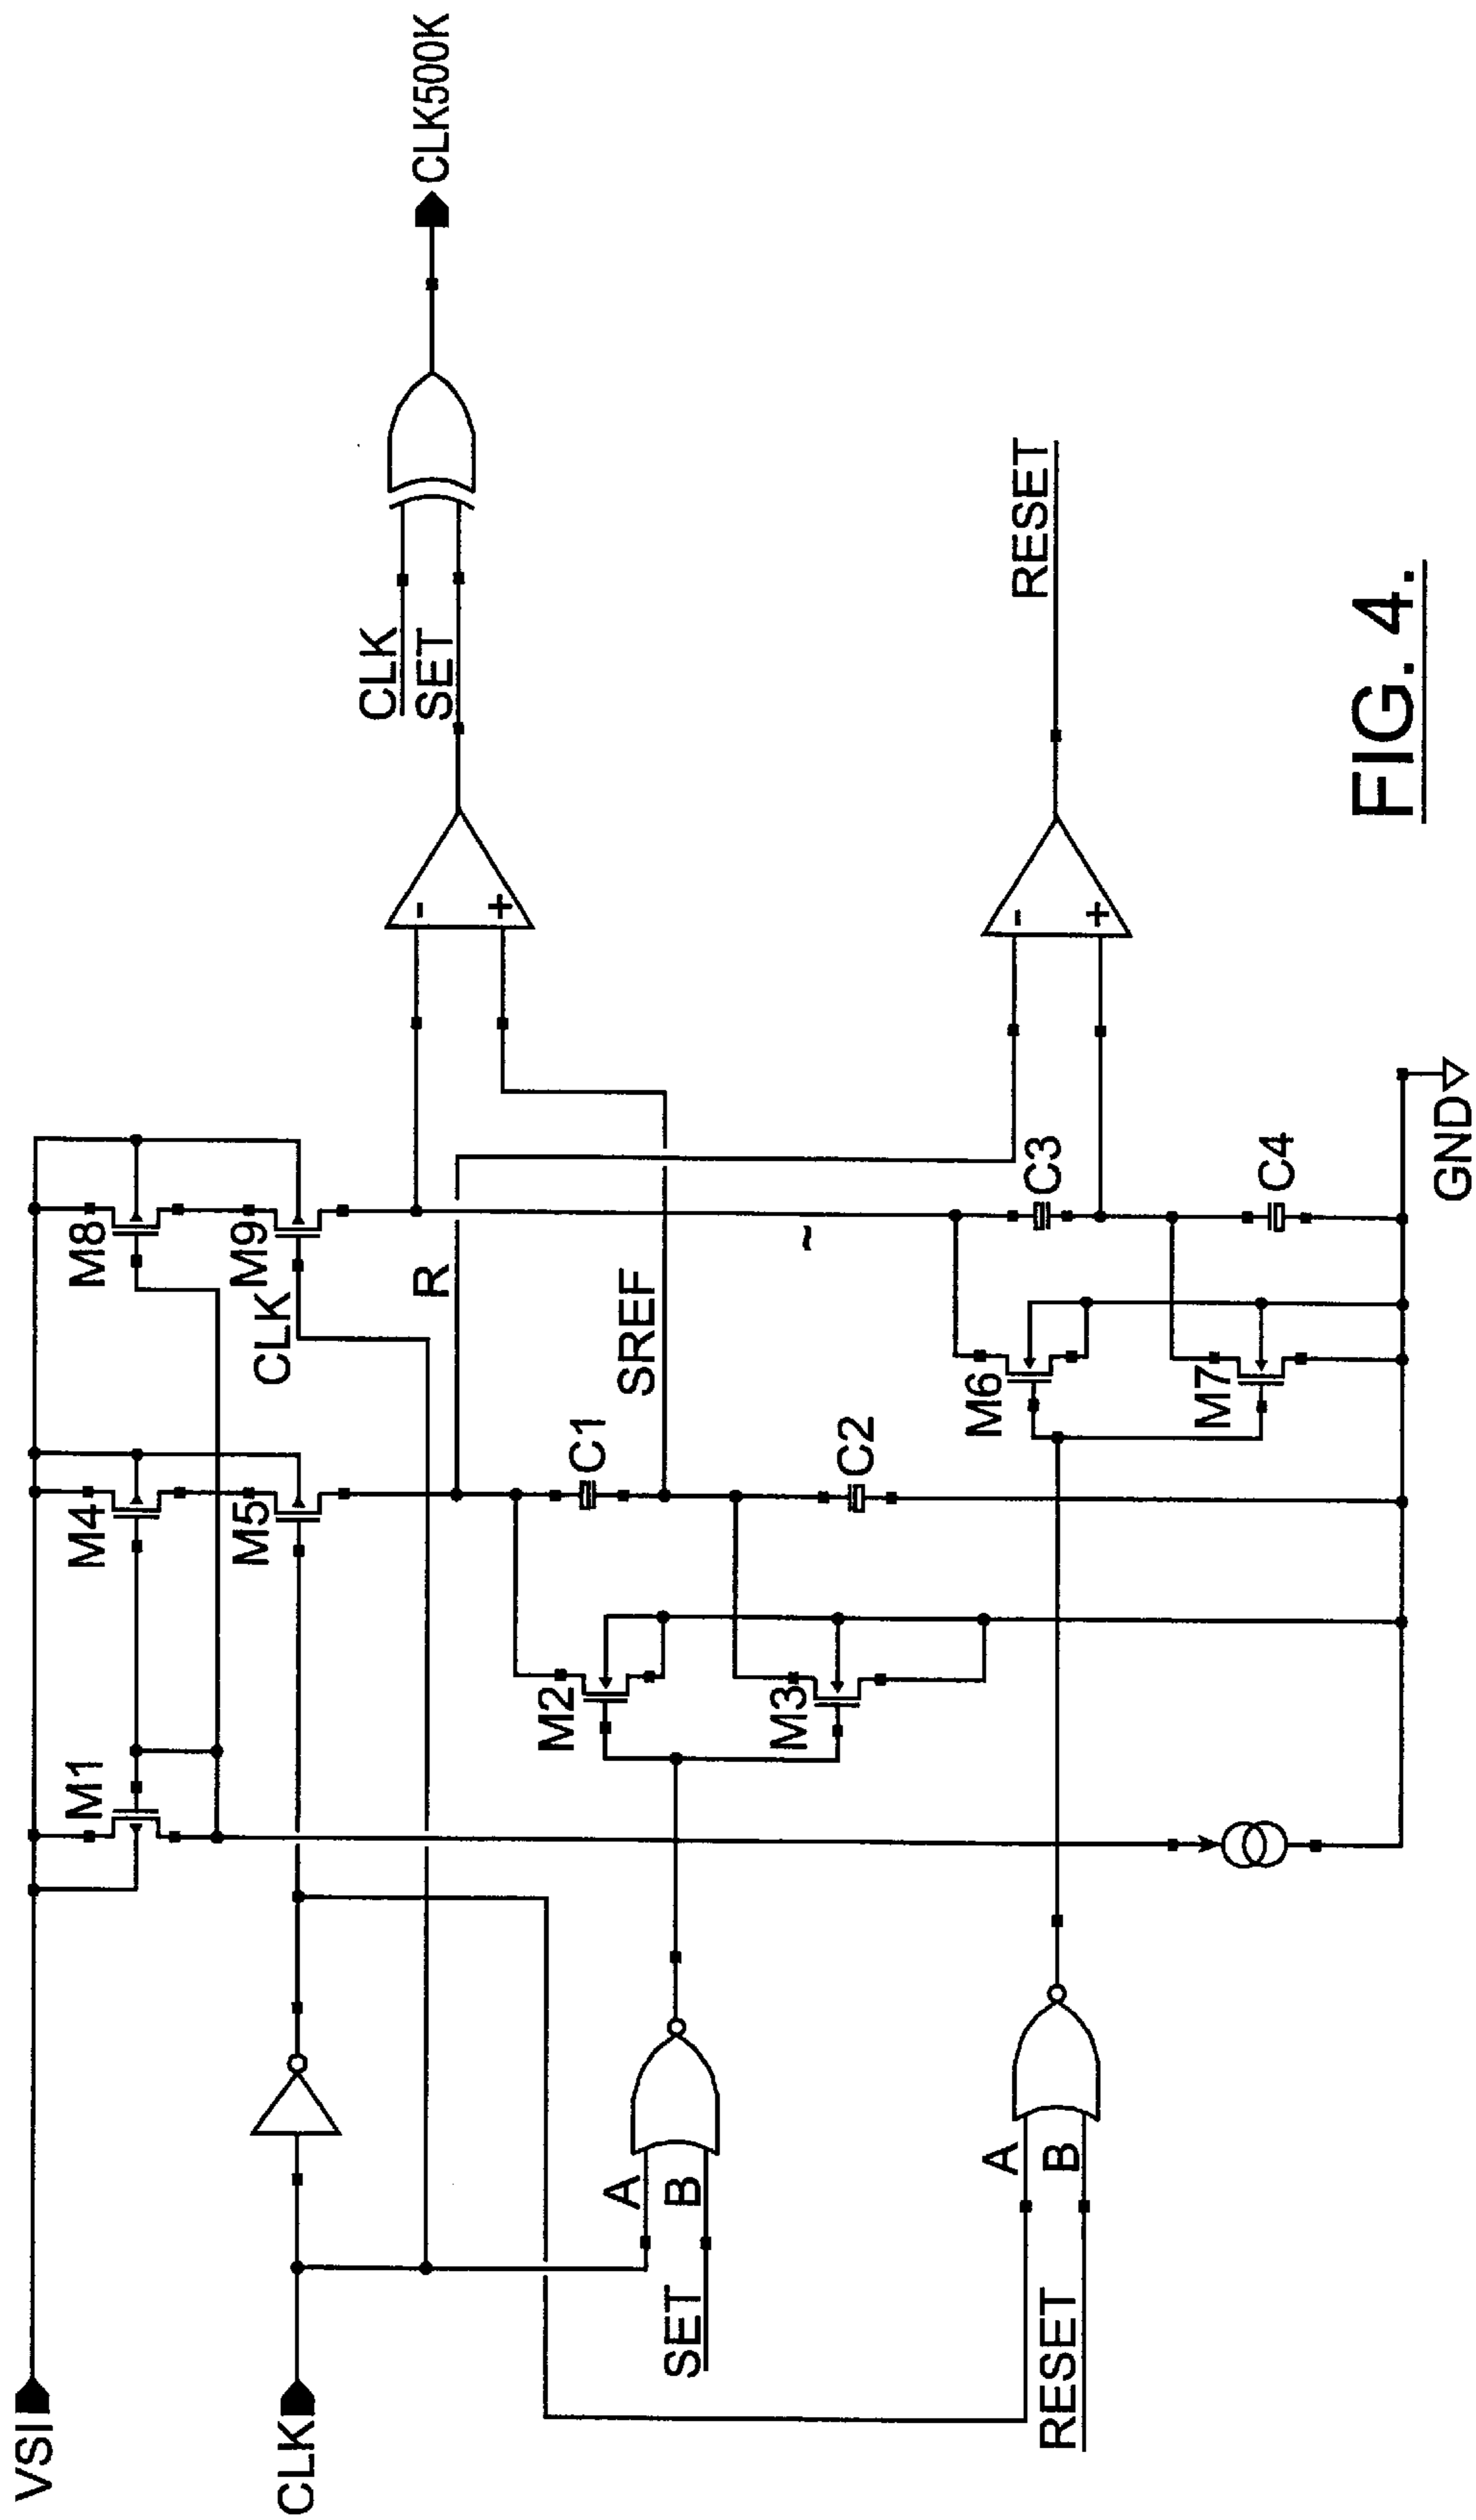 VSI
M1
M4
M8
M5
M9
CLK
CLK
R
CLK
SET
CLK500K
M2
C1
SREF
A
B
SET
M3
C2
~
-
+
M6
C3
RESET
-
+
A
B
RESET
M7
C4
GND
FIG. 4.